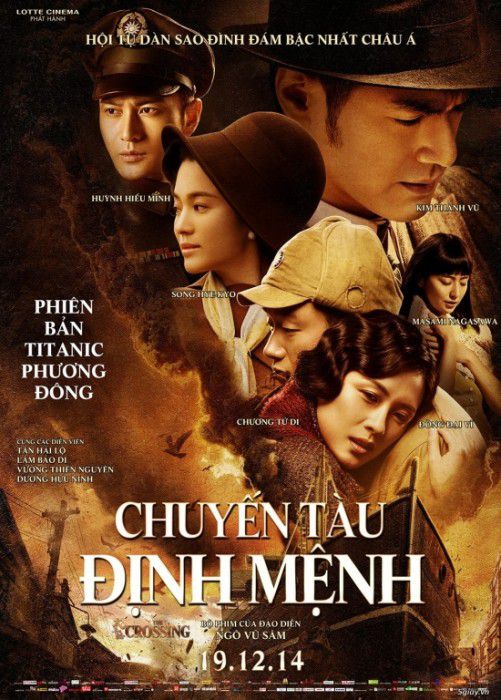 LOTTE CINEMA
PHÁT HÀNH
HỘI TỤ DÀN SAO ĐÌNH ĐÁM BẬC NHẤT CHÂU Á
HUỲNH HIỂU MINH
KIM THÀNH VŨ
SONG HYE-KYO
MASAMI NAGASAWA
PHIÊN
BẢN
TITANIC
PHƯƠNG
ĐÔNG
CHƯƠNG TỬ DI
ĐÔNG ĐẠI VĨ
CÙNG CÁC DIỄN VIÊN
TẦN HẢI LỘ
LÂM BẢO DI
VƯƠNG THIÊN NGUYÊN
DƯƠNG HỰU NINH
CHUYẾN TÀU
ĐỊNH MỆNH
THE
CROSSING
BỘ PHIM CỦA ĐẠO DIỄN
NGÔ VŨ SÂM
19.12.14
5giay.vn